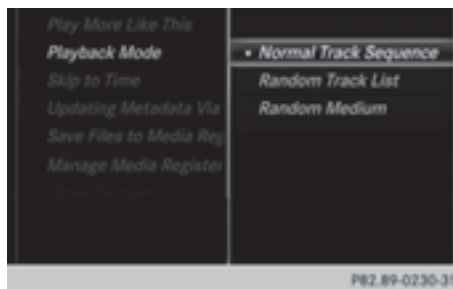 Play More Like This
Playback Mode
Skip to Time
Updating Metadata Via
Save Files to Media Reg
Manage Media Register
• Normal Track Sequence
Random Track List
Random Medium
P82.89-0230-31